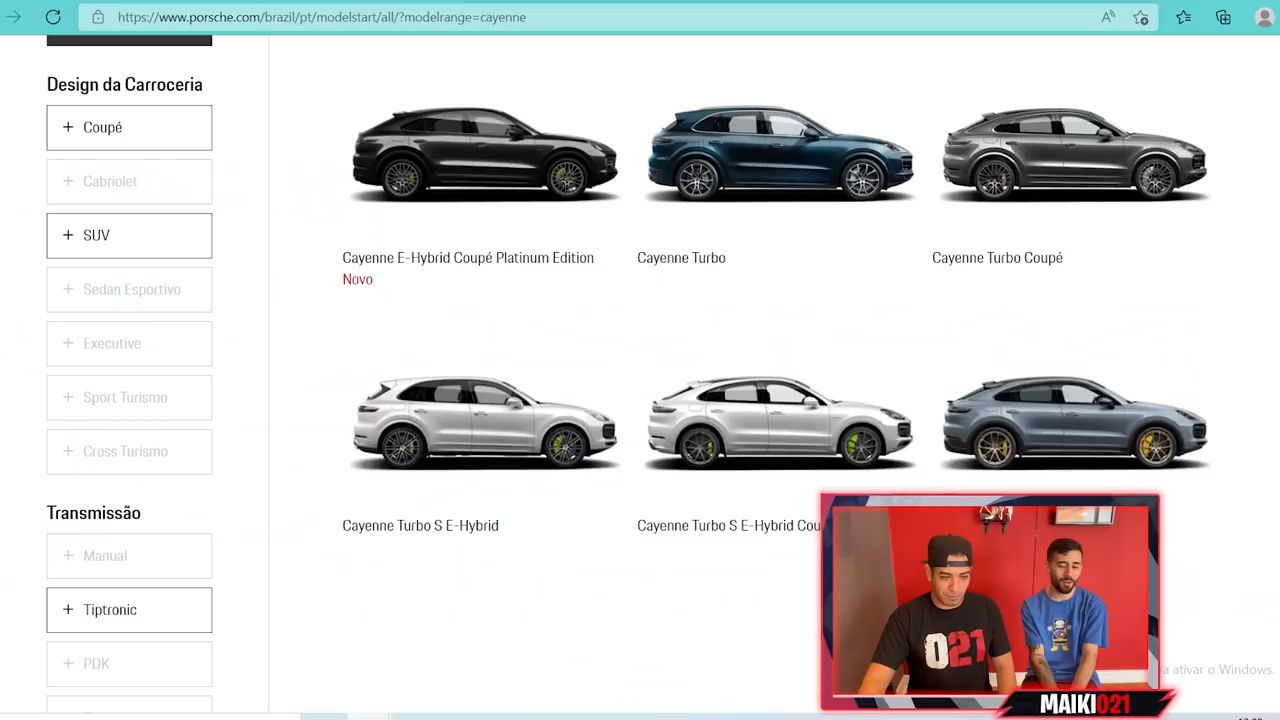 https://www.porsche.com/brazil/pt/modelstart/all/?modelrange=cayenne
Design da Carroceria
+ Coupé
+ Cabriolet
+ SUV
+ Sedan Esportivo
+ Executive
+ Sport Turismo
+ Cross Turismo
Transmissão
+ Manual
+ Tiptronic
+ PDK
Cayenne E-Hybrid Coupé Platinum Edition
Novo
Cayenne Turbo
Cayenne Turbo Coupé
Cayenne Turbo S E-Hybrid
Cayenne Turbo S E-Hybrid Cou
021
ra ativar o Windows.
MAIKI021